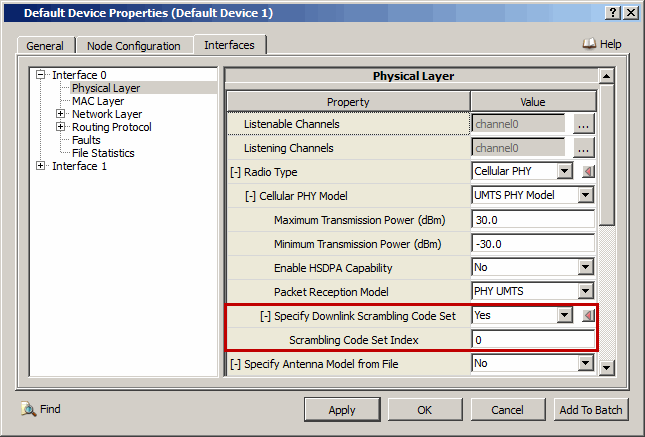 Default Device Properties (Default Device 1)
General Node Configuration Interfaces Help
Interface 0
Physical Layer
MAC Layer
Network Layer
Routing Protocol
Faults
File Statistics
Interface 1
Physical Layer
Property Value
Listenable Channels channel0 ...
Listening Channels channel0 ...
[-] Radio Type Cellular PHY
[-] Cellular PHY Model UMTS PHY Model
Maximum Transmission Power (dBm) 30.0
Minimum Transmission Power (dBm) -30.0
Enable HSDPA Capability No
Packet Reception Model PHY UMTS
[-] Specify Downlink Scrambling Code Set Yes
Scrambling Code Set Index 0
[-] Specify Antenna Model from File No
Find Apply OK Cancel Add To Batch